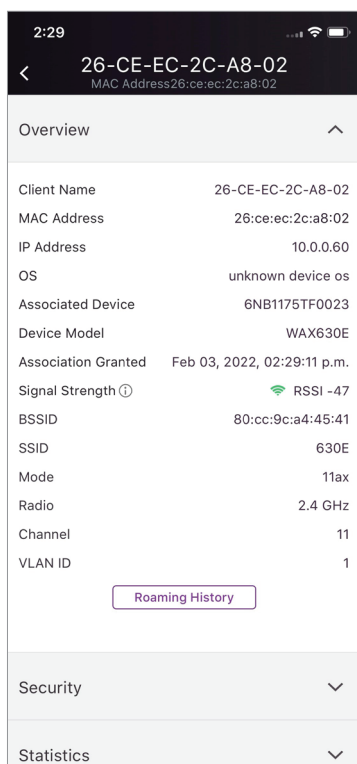 2:29
26-CE-EC-2C-A8-02
MAC Address26:ce:ec:2c:a8:02
Overview
Client Name 26-CE-EC-2C-A8-02
MAC Address 26:ce:ec:2c:a8:02
IP Address 10.0.0.60
OS unknown device os
Associated Device 6NB1175TF0023
Device Model WAX630E
Association Granted Feb 03, 2022, 02:29:11 p.m.
Signal Strength RSSI -47
BSSID 80:cc:9c:a4:45:41
SSID 630E
Mode 11ax
Radio 2.4 GHz
Channel 11
VLAN ID 1
Roaming History
Security
Statistics